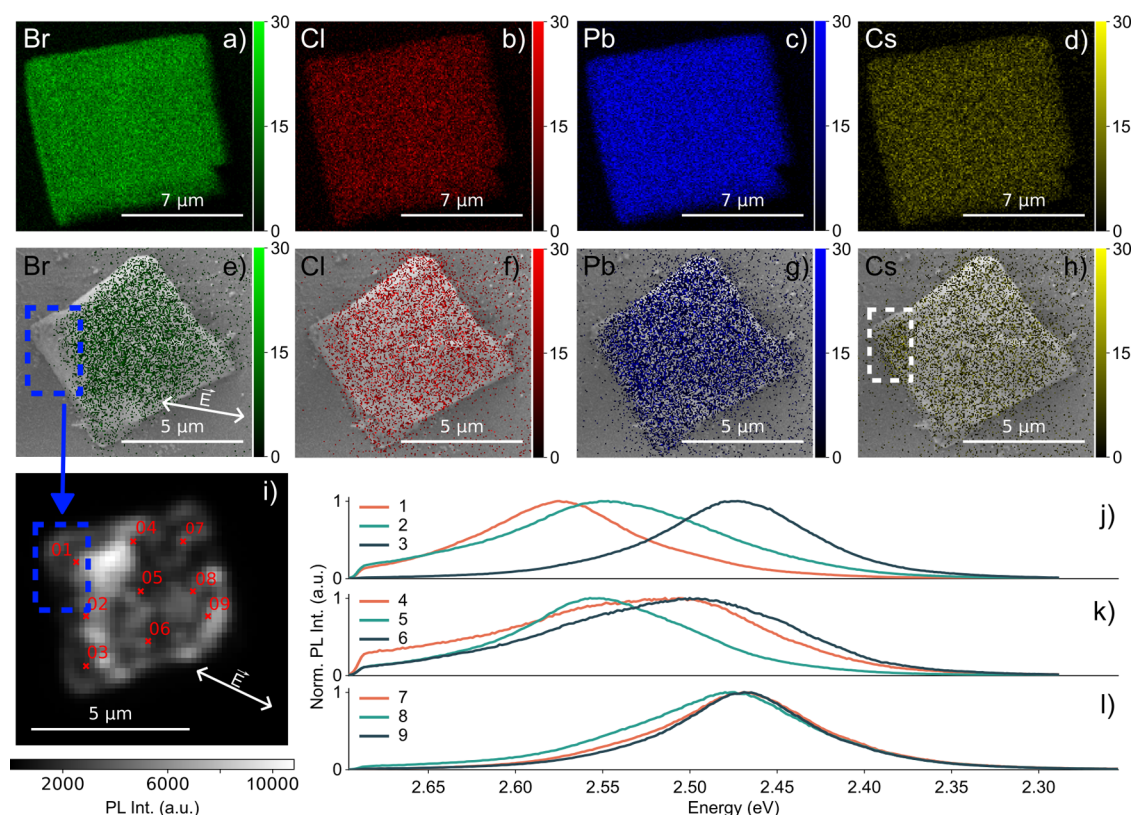 Br a) 30 15 0 7 µm
Cl b) 30 15 0 7 µm
Pb c) 30 15 0 7 µm
Cs d) 30 15 0 7 µm
Br e) 30 15 0 E 5 µm
Cl f) 30 15 0 5 µm
Pb g) 30 15 0 5 µm
Cs h) 30 15 0 5 µm
i)
01 04 07
05 08
02 09
06
03
E
5 µm
2000 6000 10000
PL Int. (a.u.)
Norm. PL Int. (a.u.)
1 0 1 2 3 j)
1 0 4 5 6 k)
1 0 7 8 9 l)
2.65 2.60 2.55 2.50 2.45 2.40 2.35 2.30
Energy (eV)